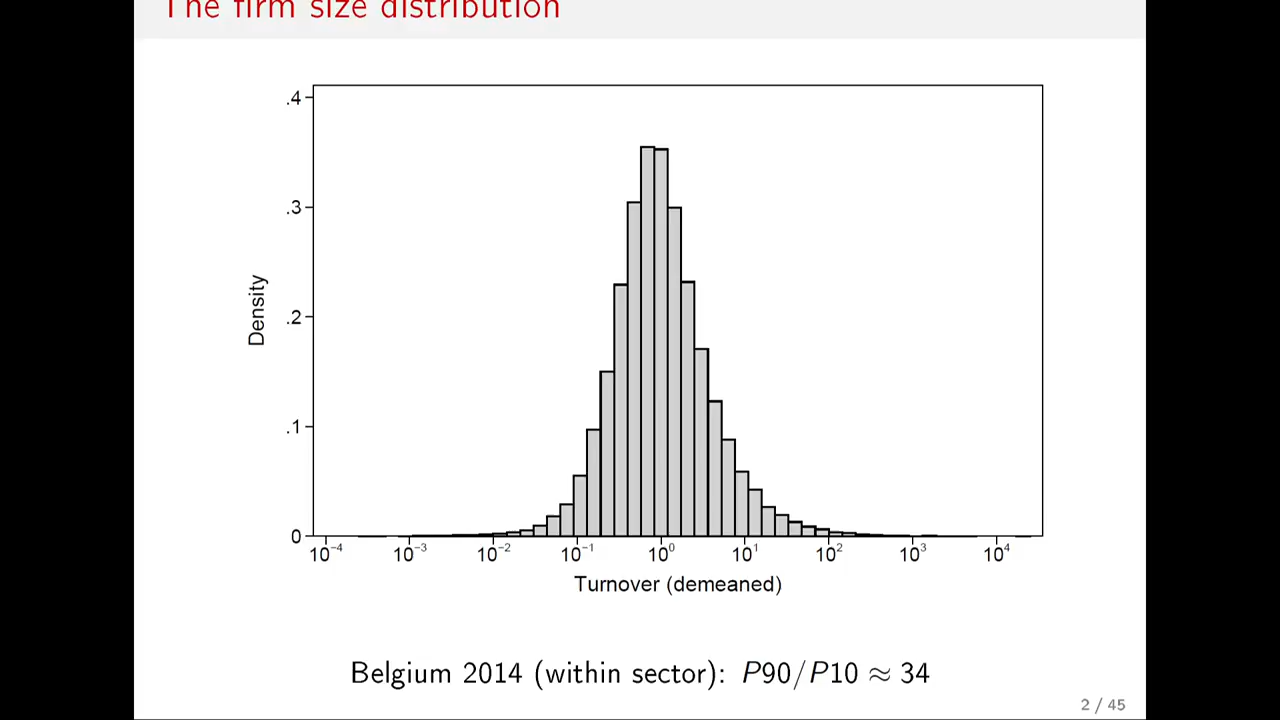 The firm size distribution
.4
.3
.2
.1
0
Density
10⁻⁴ 10⁻³ 10⁻² 10⁻¹ 10⁰ 10¹ 10² 10³ 10⁴
Turnover (demeaned)
Belgium 2014 (within sector): P90/P10 ≈ 34
2 / 45